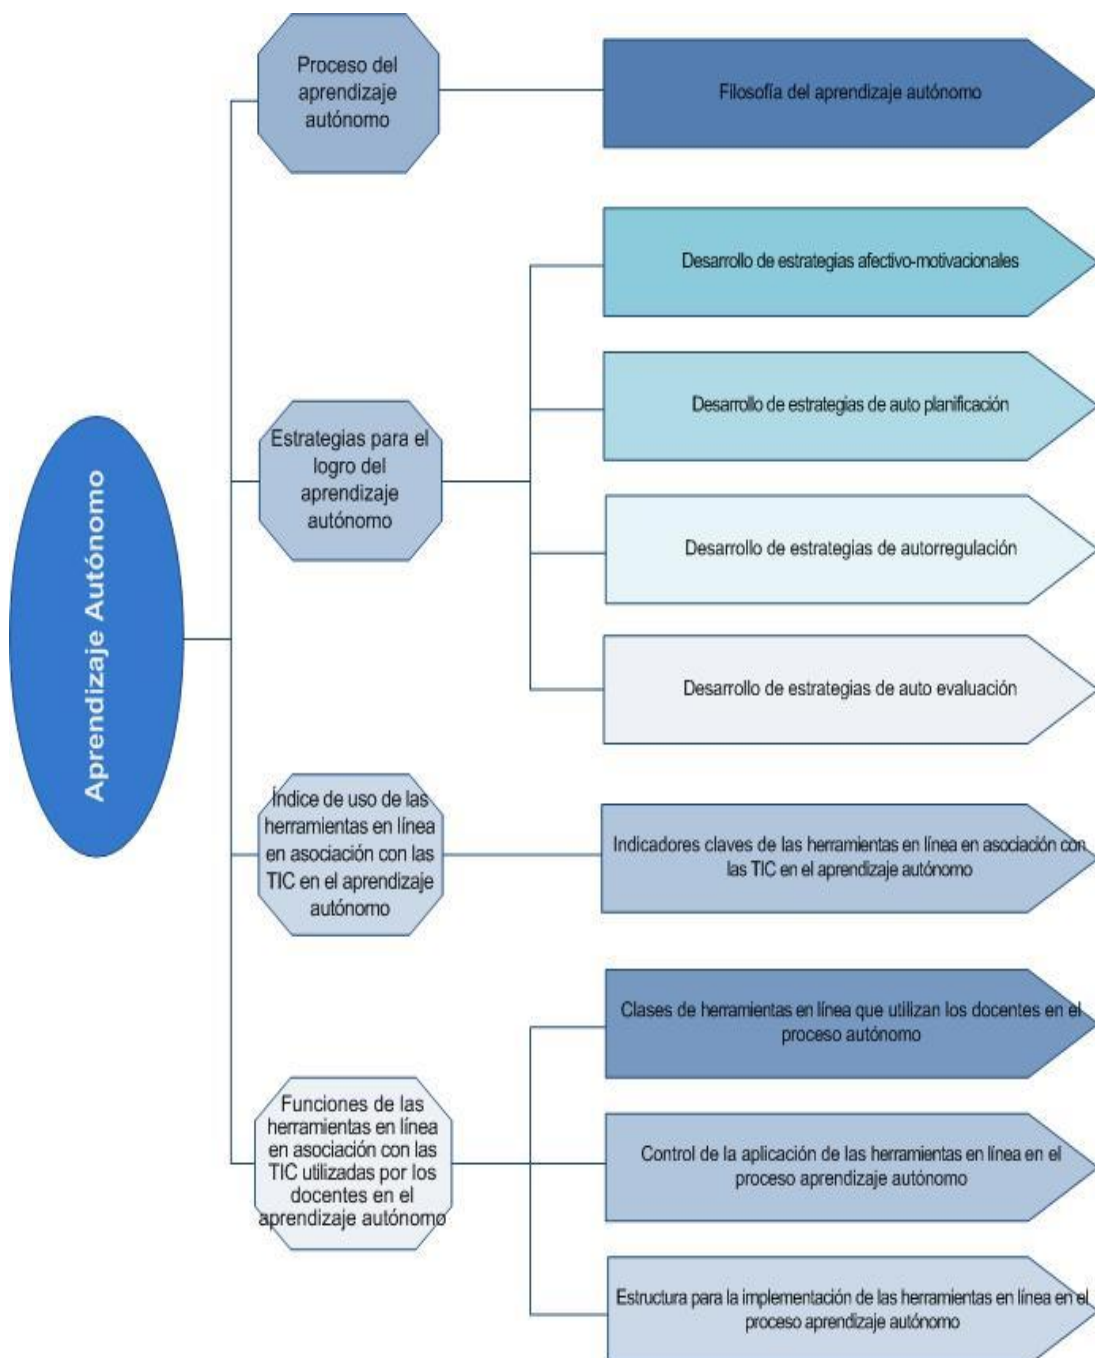 Aprendizaje Autónomo
Proceso del
aprendizaje
autónomo
Filosofía del aprendizaje autónomo
Estrategias para el
logro del
aprendizaje
autónomo
Desarrollo de estrategias afectivo-motivacionales
Desarrollo de estrategias de auto planificación
Desarrollo de estrategias de autorregulación
Desarrollo de estrategias de auto evaluación
Índice de uso de las
herramientas en línea
en asociación con las
TIC en el aprendizaje
autónomo
Indicadores claves de las herramientas en línea en asociación con
las TIC en el aprendizaje autónomo
Funciones de las
herramientas en línea
en asociación con las
TIC utilizadas por los
docentes en el
aprendizaje autónomo
Clases de herramientas en línea que utilizan los docentes en el
proceso autónomo
Control de la aplicación de las herramientas en línea en el
proceso aprendizaje autónomo
Estructura para la implementación de las herramientas en línea en el
proceso aprendizaje autónomo